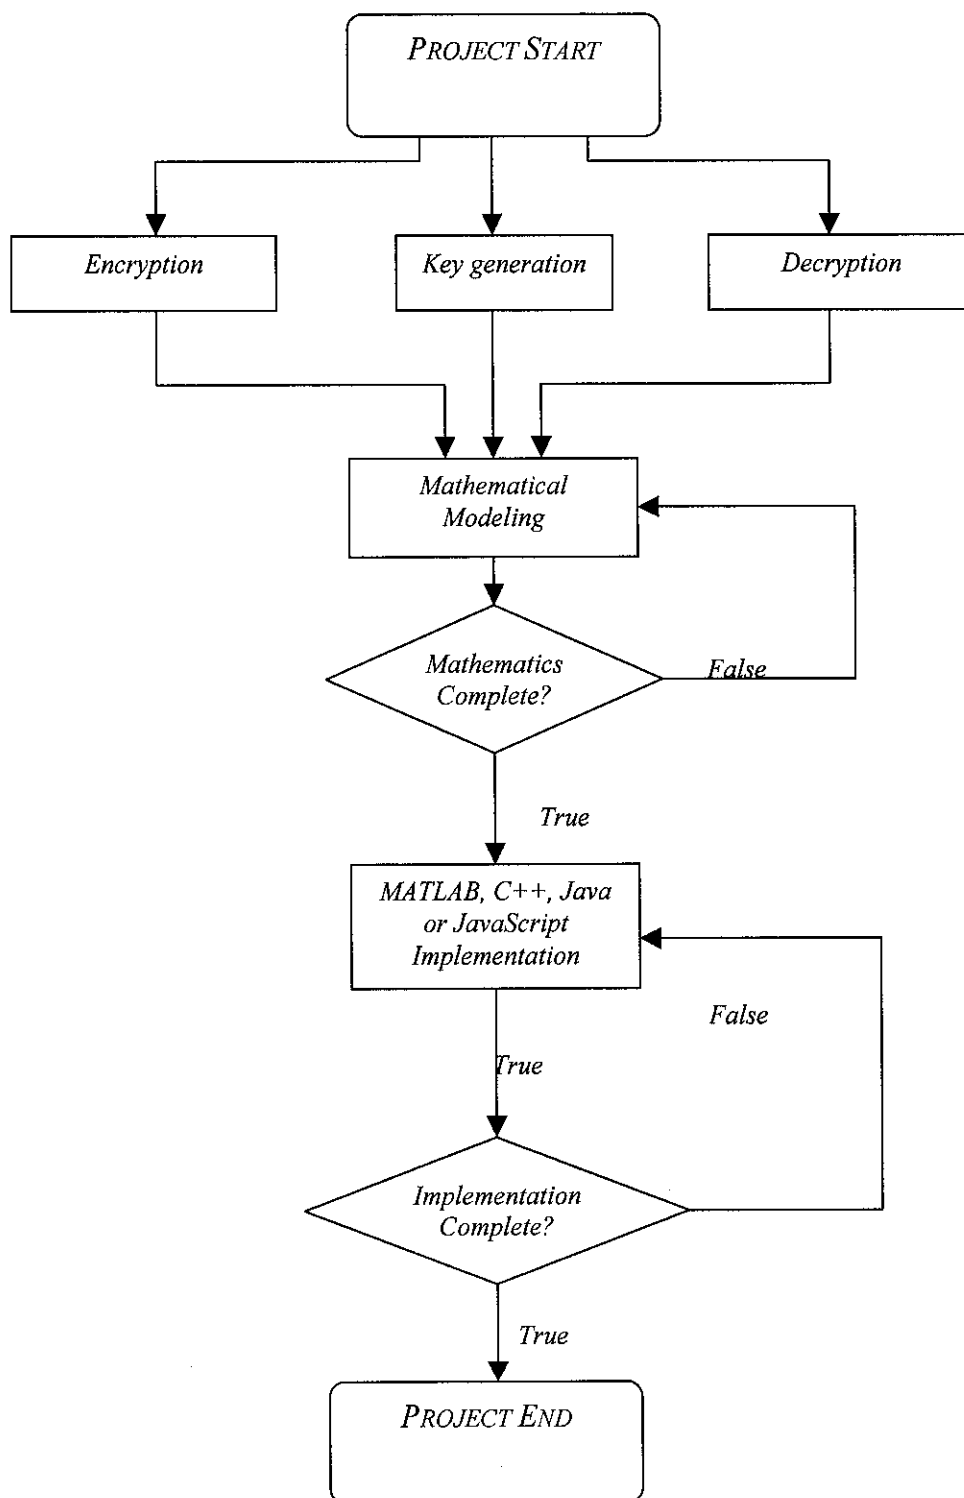 PROJECT START
Encryption
Key generation
Decryption
Mathematical
Modeling
Mathematics
Complete?
False
True
MATLAB, C++, Java
or JavaScript
Implementation
False
True
Implementation
Complete?
True
PROJECT END